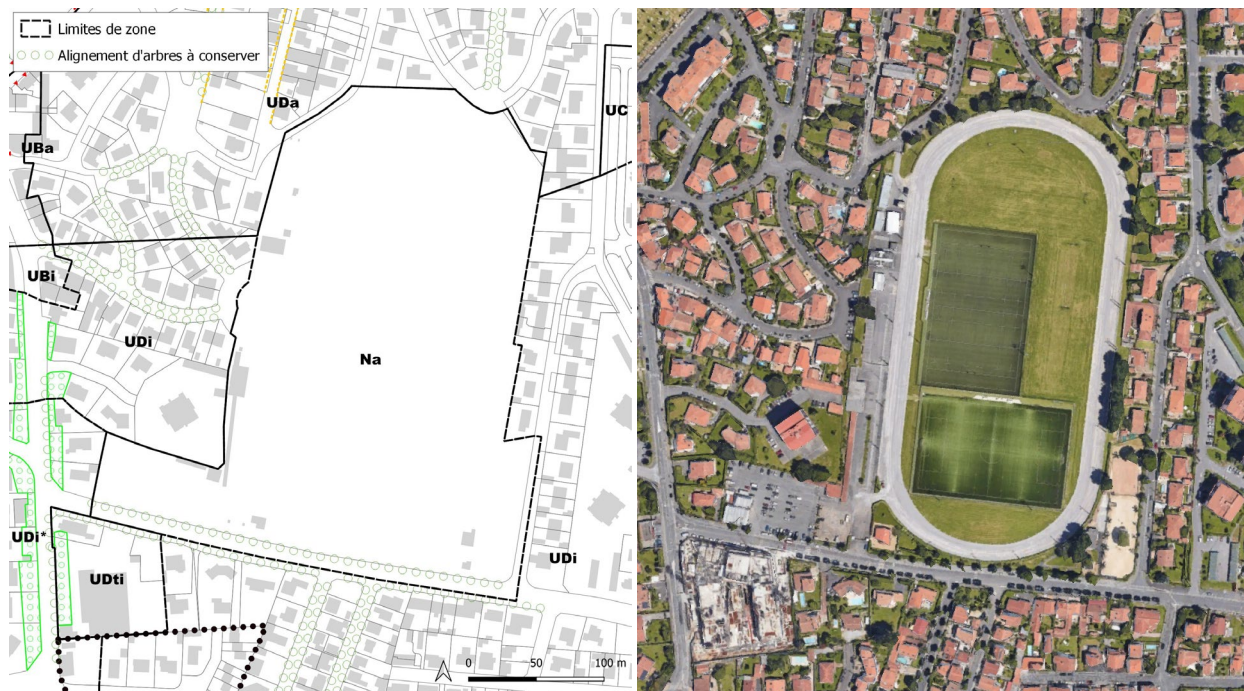 Limites de zone
Alignement d'arbres à conserver
UDa
UC
UBa
UBi
UDi
Na
UDi*
UDi
UDti
0 50 100 m